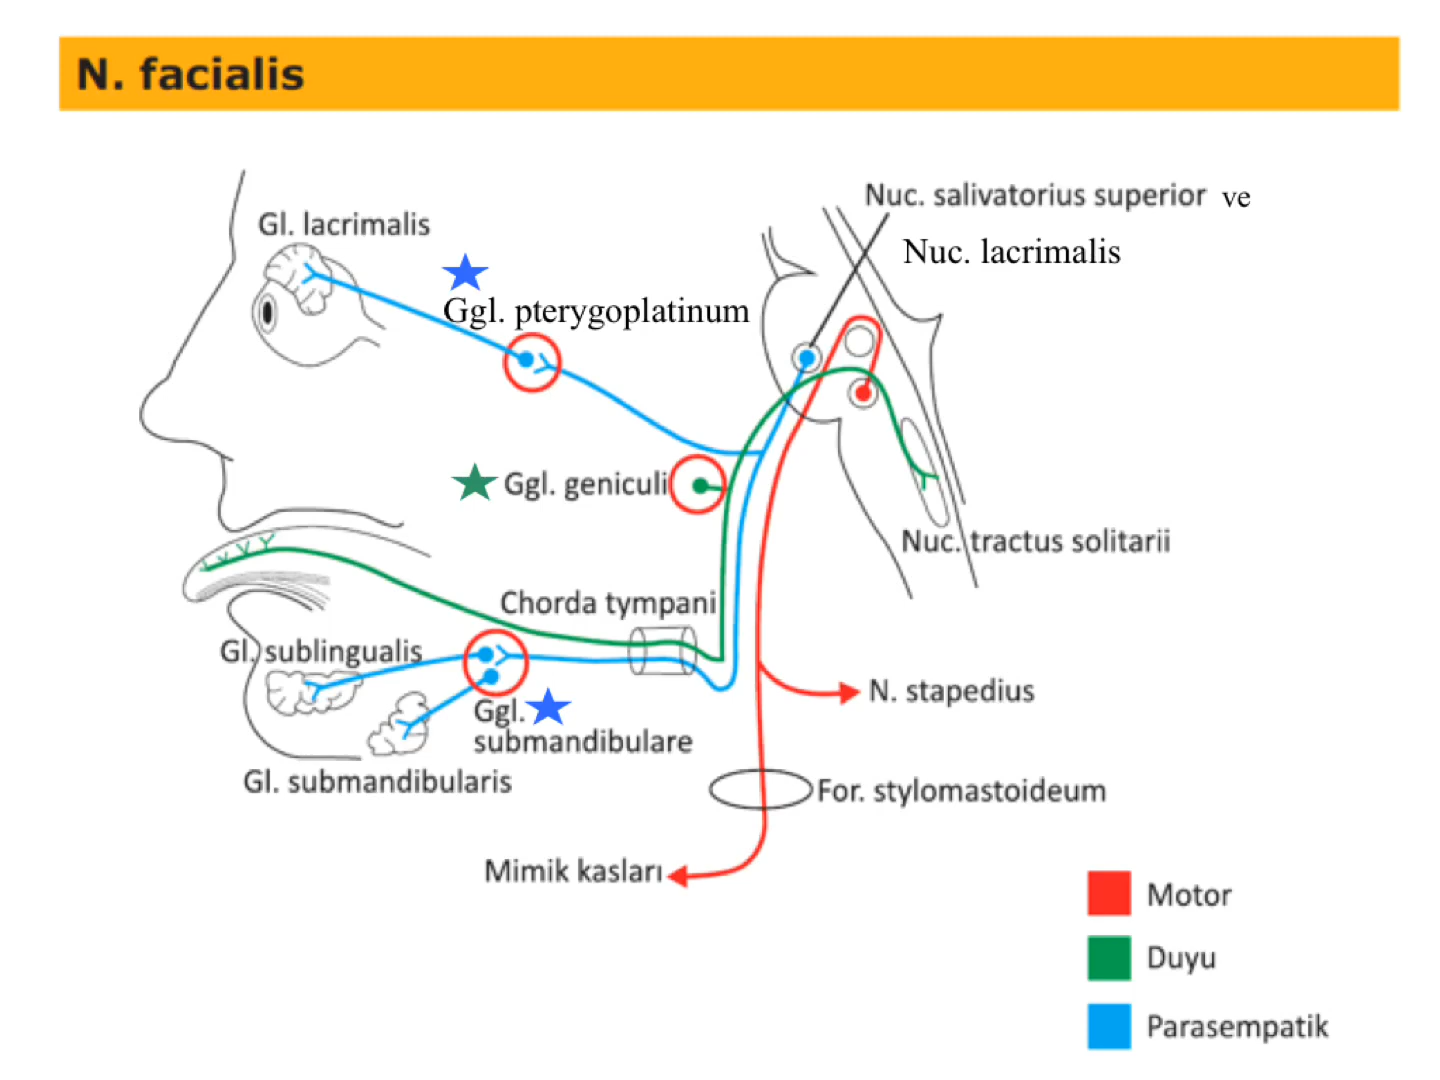 N. facialis
Nuc. salivatorius superior ve
Gl. lacrimalis
Nuc. lacrimalis
Ggl. pterygoplatinum
Ggl. geniculi
Nuc. tractus solitarii
Chorda tympani
Gl. sublingualis
N. stapedius
Ggl.
submandibulare
Gl. submandibularis
For. stylomastoideum
Mimik kasları
Motor
Duyu
Parasempatik